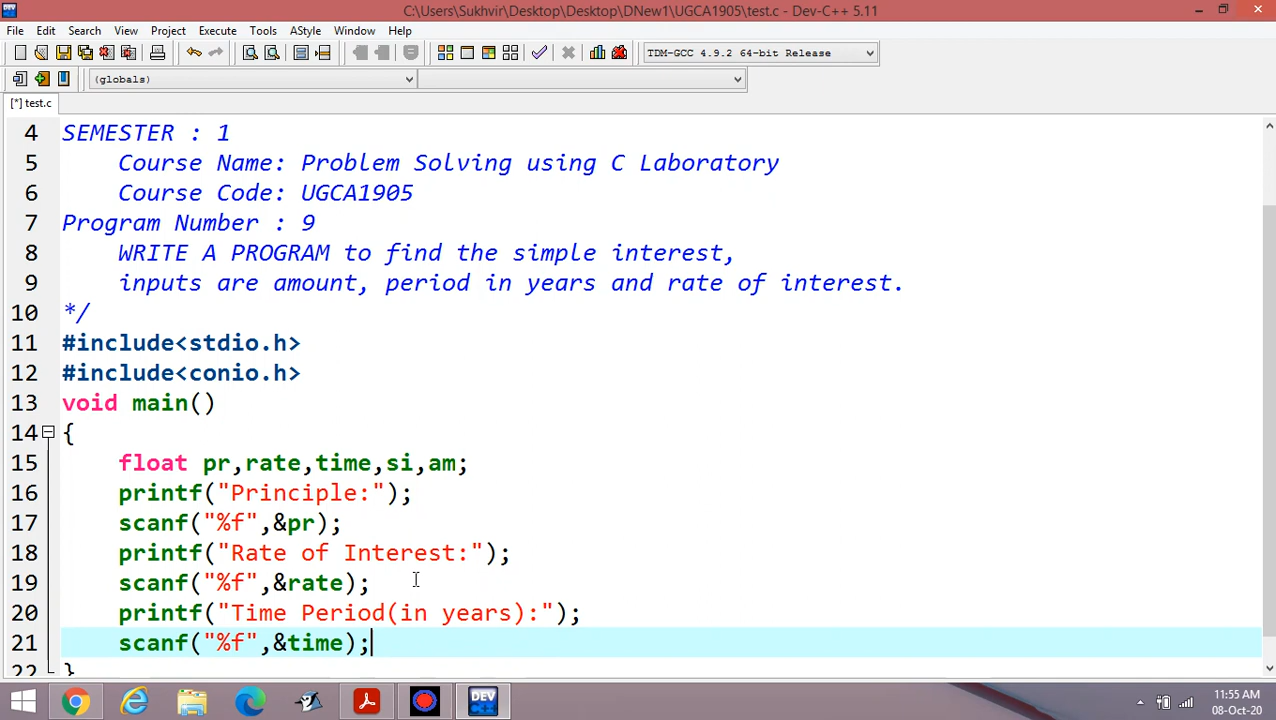 C:\Users\Sukhvir\Desktop\Desktop\DNew1\UGCA1905\test.c - Dev-C++ 5.11
File Edit Search View Project Execute Tools AStyle Window Help
TDM-GCC 4.9.2 64-bit Release
(globals)
[*] test.c
4 SEMESTER : 1
5 Course Name: Problem Solving using C Laboratory
6 Course Code: UGCA1905
7 Program Number : 9
8 WRITE A PROGRAM to find the simple interest,
9 inputs are amount, period in years and rate of interest.
10 */
11 #include<stdio.h>
12 #include<conio.h>
13 void main()
14 {
15 float pr,rate,time,si,am;
16 printf("Principle:");
17 scanf("%f",&pr);
18 printf("Rate of Interest:");
19 scanf("%f",&rate);
20 printf("Time Period(in years):");
21 scanf("%f",&time);
22 }
DEV
11:55 AM
08-Oct-20